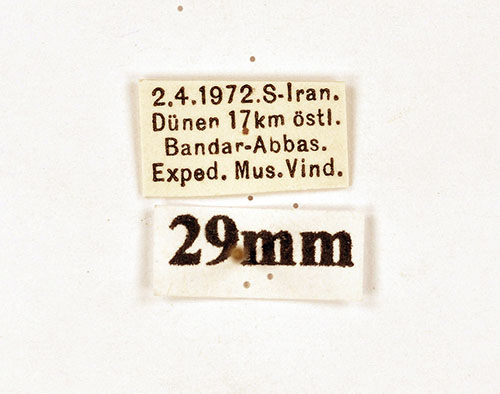 2.4.1972.S-Iran.
Dünen 17km östl.
Bandar-Abbas.
Exped. Mus.Vind.
29mm